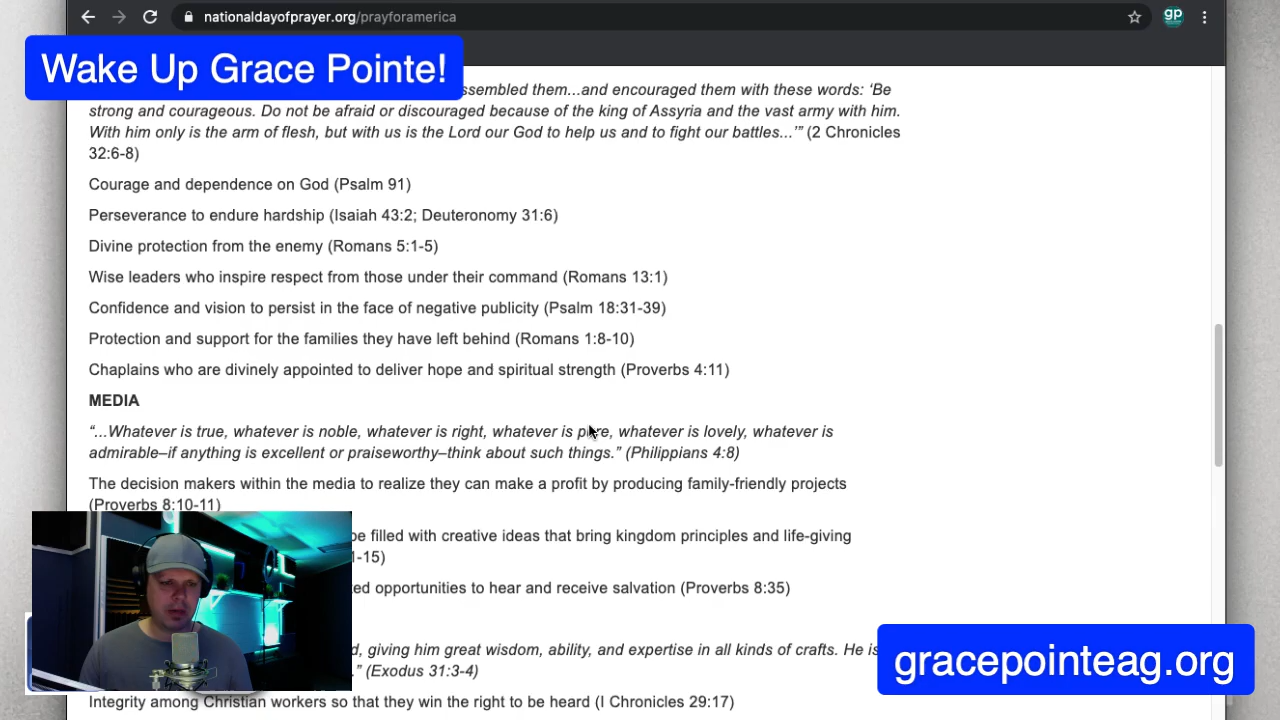 nationaldayofprayer.org/prayforamerica
gp
Wake Up Grace Pointe!
ssembled them...and encouraged them with these words: ‘Be
strong and courageous. Do not be afraid or discouraged because of the king of Assyria and the vast army with him.
With him only is the arm of flesh, but with us is the Lord our God to help us and to fight our battles...’” (2 Chronicles
32:6-8)
Courage and dependence on God (Psalm 91)
Perseverance to endure hardship (Isaiah 43:2; Deuteronomy 31:6)
Divine protection from the enemy (Romans 5:1-5)
Wise leaders who inspire respect from those under their command (Romans 13:1)
Confidence and vision to persist in the face of negative publicity (Psalm 18:31-39)
Protection and support for the families they have left behind (Romans 1:8-10)
Chaplains who are divinely appointed to deliver hope and spiritual strength (Proverbs 4:11)
MEDIA
“...Whatever is true, whatever is noble, whatever is right, whatever is pure, whatever is lovely, whatever is
admirable–if anything is excellent or praiseworthy–think about such things.” (Philippians 4:8)
The decision makers within the media to realize they can make a profit by producing family-friendly projects
(Proverbs 8:10-11)
be filled with creative ideas that bring kingdom principles and life-giving
1-15)
ted opportunities to hear and receive salvation (Proverbs 8:35)
d, giving him great wisdom, ability, and expertise in all kinds of crafts. He is
.” (Exodus 31:3-4)
Integrity among Christian workers so that they win the right to be heard (I Chronicles 29:17)
gracepointeag.org